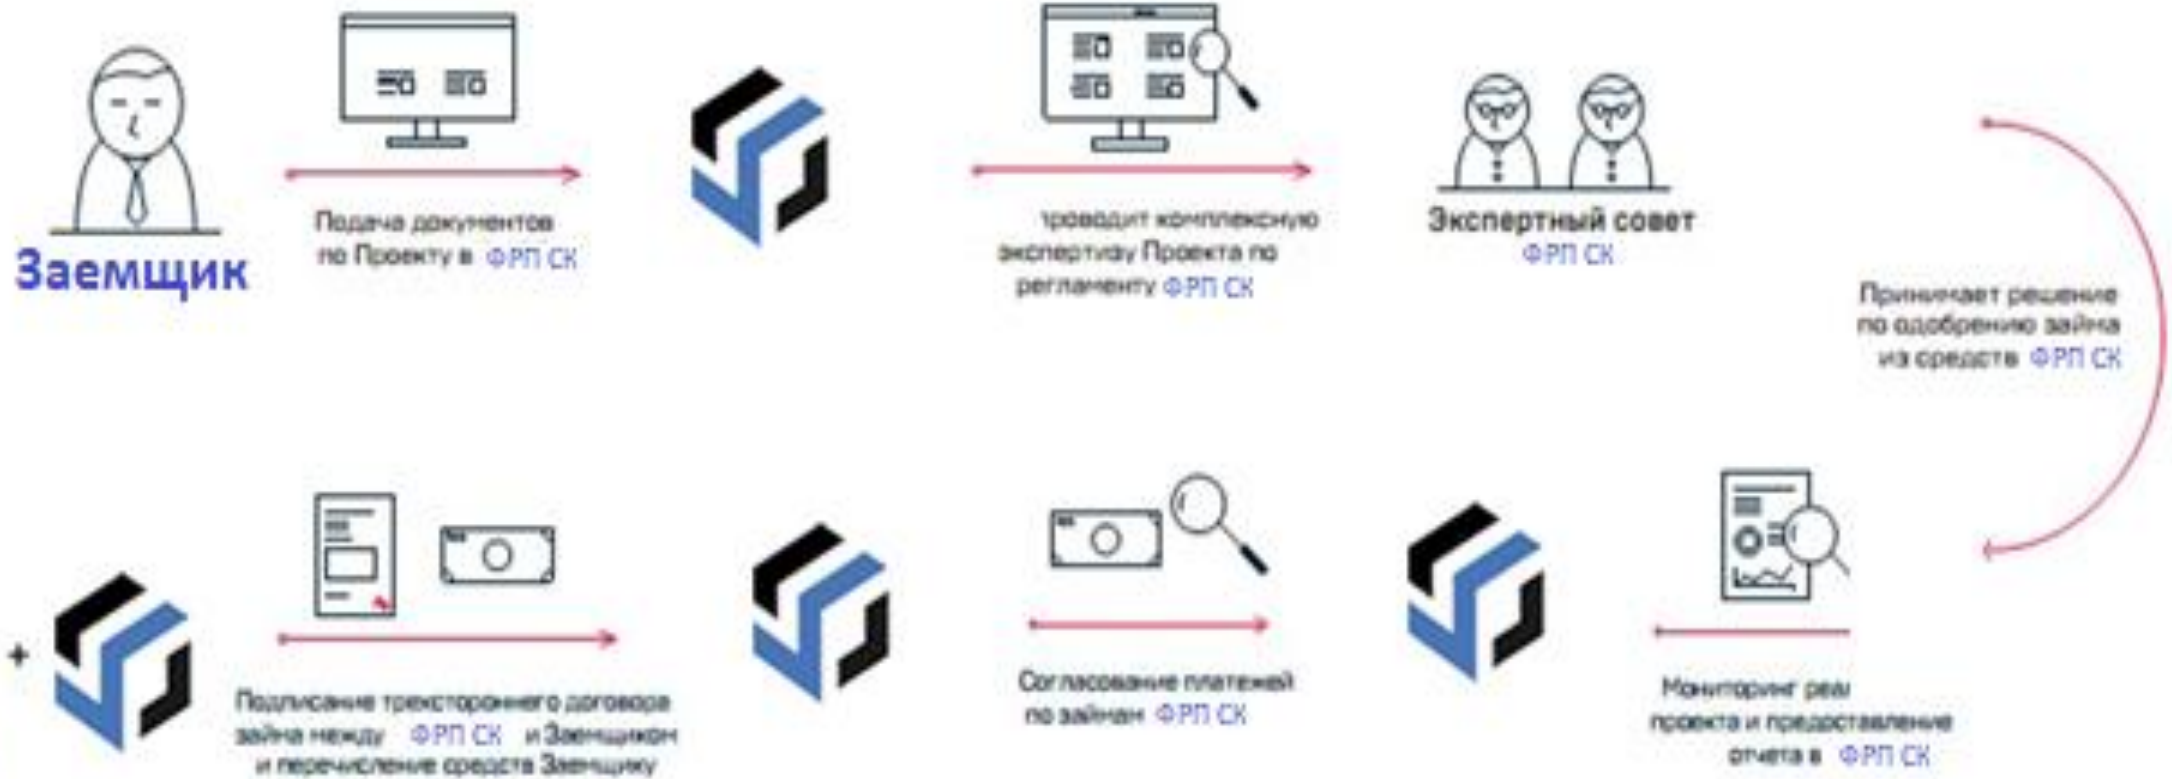 Заемщик
Подача документов
по Проекту в ФРП СК
проводит комплексную
экспертизу Проекта по
регламенту ФРП СК
Экспертный совет
ФРП СК
Принимает решение
по одобрению займа
из средств ФРП СК
+
Подписание трехстороннего договора
займа между ФРП СК и Заемщиком
и перечисление средств Заемщику
Согласование платежей
по займам ФРП СК
Мониторинг реал
проекта и предоставление
отчета в ФРП СК